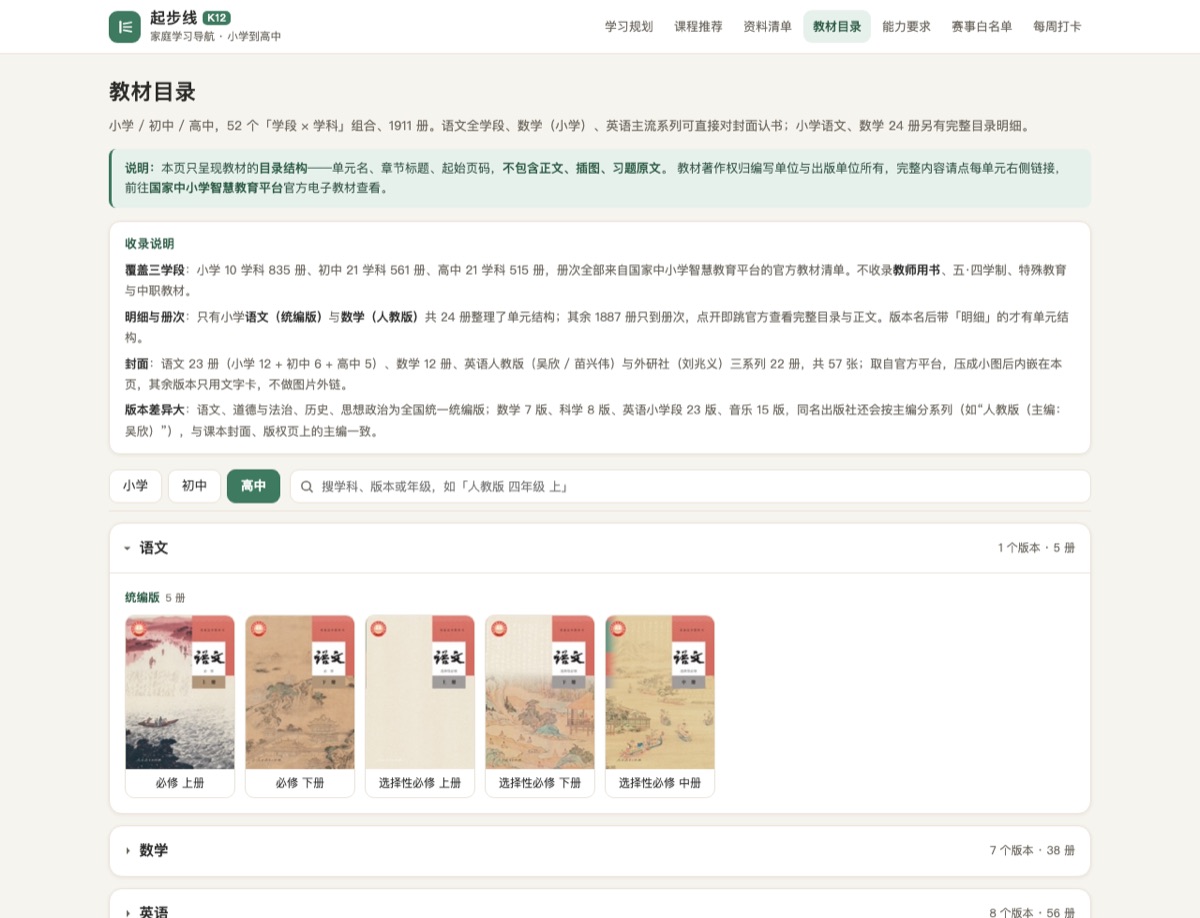 起步线 K12
家庭学习导航 · 小学到高中
学习规划 课程推荐 资料清单 教材目录 能力要求 赛事白名单 每周打卡
教材目录
小学 / 初中 / 高中，52 个「学段 × 学科」组合、1911 册。语文全学段、数学（小学）、英语主流系列可直接对封面认书；小学语文、数学 24 册另有完整目录明细。
说明：本页只呈现教材的目录结构——单元名、章节标题、起始页码，不包含正文、插图、习题原文。 教材著作权归编写单位与出版单位所有，完整内容请点每单元右侧链接，
前往国家中小学智慧教育平台官方电子教材查看。
收录说明
覆盖三学段：小学 10 学科 835 册、初中 21 学科 561 册、高中 21 学科 515 册，册次全部来自国家中小学智慧教育平台的官方教材清单。不收录教师用书、五·四学制、特殊教育
与中职教材。
明细与册次：只有小学语文（统编版）与数学（人教版）共 24 册整理了单元结构；其余 1887 册只到册次，点开即跳官方查看完整目录与正文。版本名后带「明细」的才有单元结
构。
封面：语文 23 册（小学 12 + 初中 6 + 高中 5）、数学 12 册、英语人教版（吴欣 / 苗兴伟）与外研社（刘兆义）三系列 22 册，共 57 张；取自官方平台，压成小图后内嵌在本
页，其余版本只用文字卡，不做图片外链。
版本差异大：语文、道德与法治、历史、思想政治为全国统一统编版；数学 7 版、科学 8 版、英语小学段 23 版、音乐 15 版，同名出版社还会按主编分系列（如“人教版（主编：
吴欣）”），与课本封面、版权页上的主编一致。
小学 初中 高中 搜学科、版本或年级，如「人教版 四年级 上」
语文 1 个版本 · 5 册
统编版 5 册
语文 语文 语文 语文 语文
必修 上册 必修 下册 选择性必修 上册 选择性必修 下册 选择性必修 中册
数学 7 个版本 · 38 册
英语 8 个版本 · 56 册